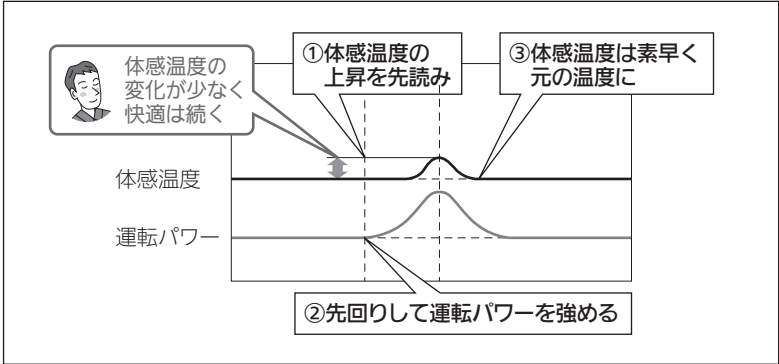 体感温度の
変化が少なく
快適は続く
①体感温度の
上昇を先読み
③体感温度は素早く
元の温度に
体感温度
運転パワー
②先回りして運転パワーを強める